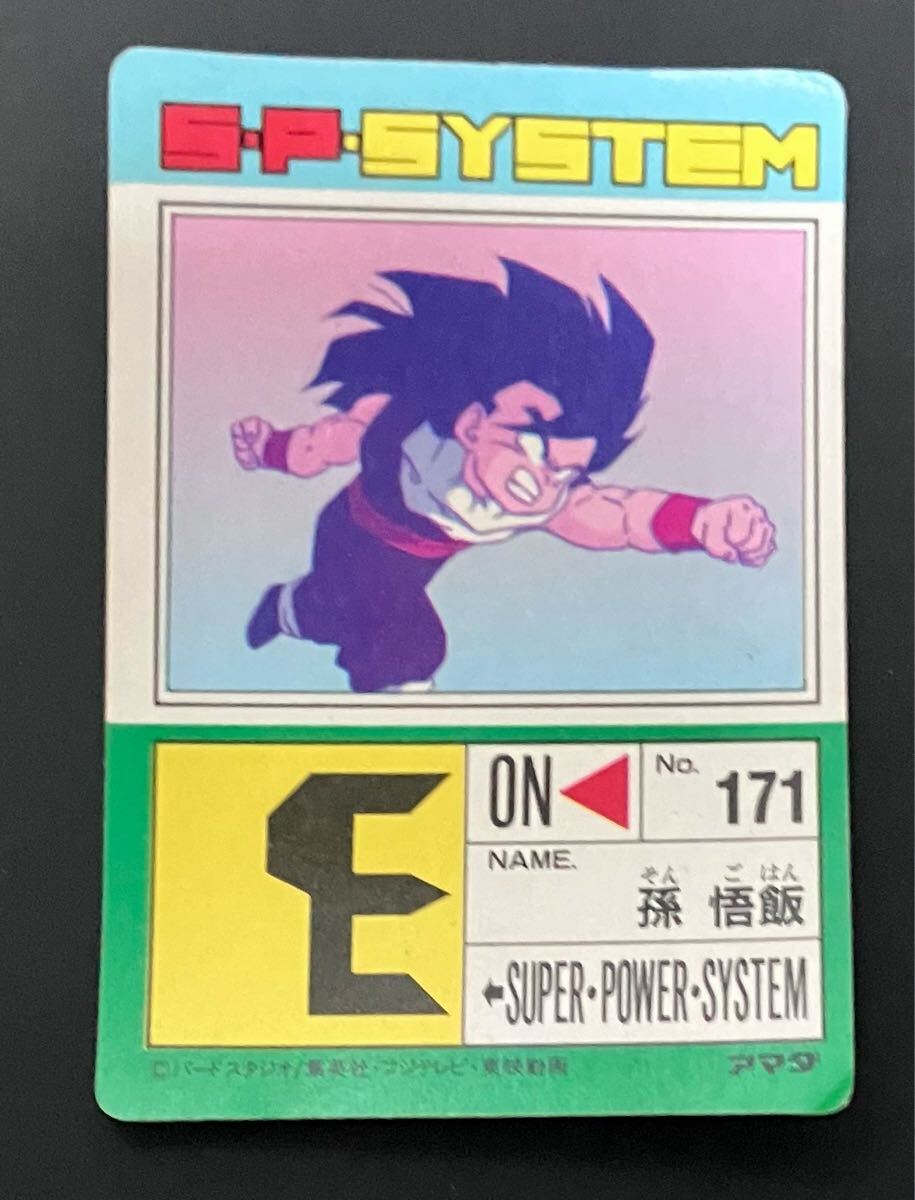 S・P・SYSTEM
E
ON◀
No. 171
NAME.
そん ご はん
孫 悟飯
←SUPER・POWER・SYSTEM
©バードスタジオ/集英社・フジテレビ・東映動画
アマダ